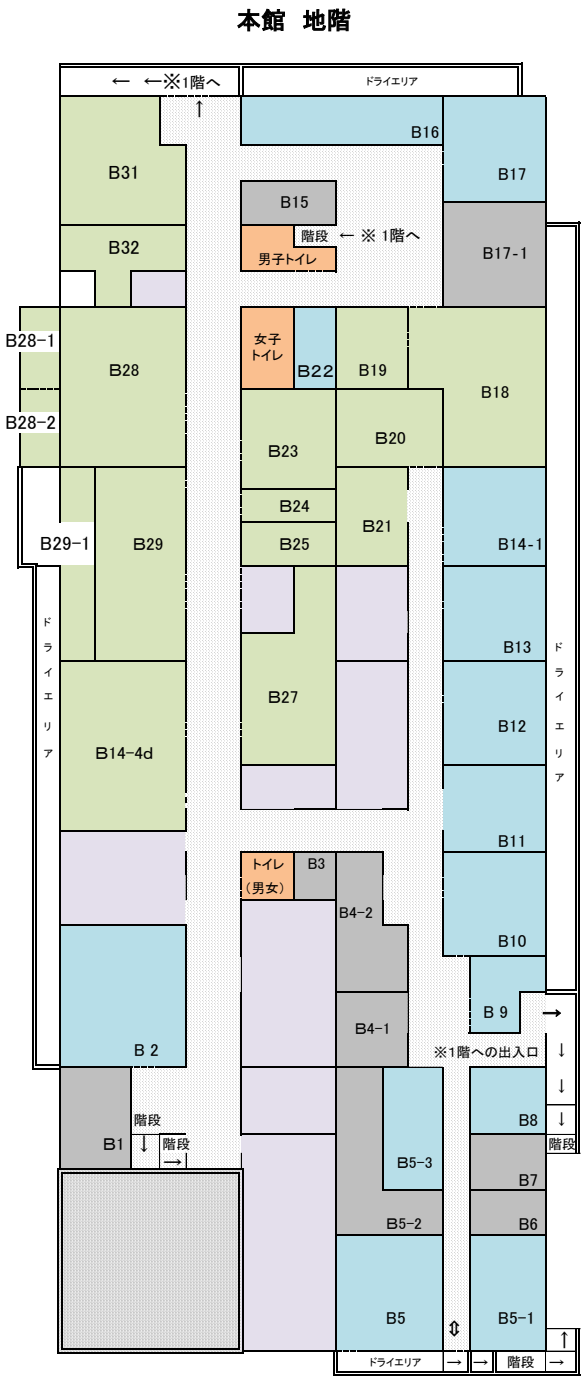 本館 地階
← ←※1階へ
ドライエリア
↑
B16
B31
B17
B15
階段 ← ※ 1階へ
B32
男子トイレ
B17-1
B28-1
女子
トイレ
B28
B22
B19
B18
B28-2
B23
B20
B24
B21
B29-1
B29
B25
B14-1
ドライエリア
B13
ドライエリア
B27
B12
B14-4d
B11
トイレ
(男女)
B3
B4-2
B10
B 9
→
B4-1
B 2
※1階への出入口
↓
↓
階段
B8
↓
B1
↓
階段
→
階段
B5-3
B7
B5-2
B6
B5
⇕
B5-1
↑
ドライエリア
→
→
階段
→